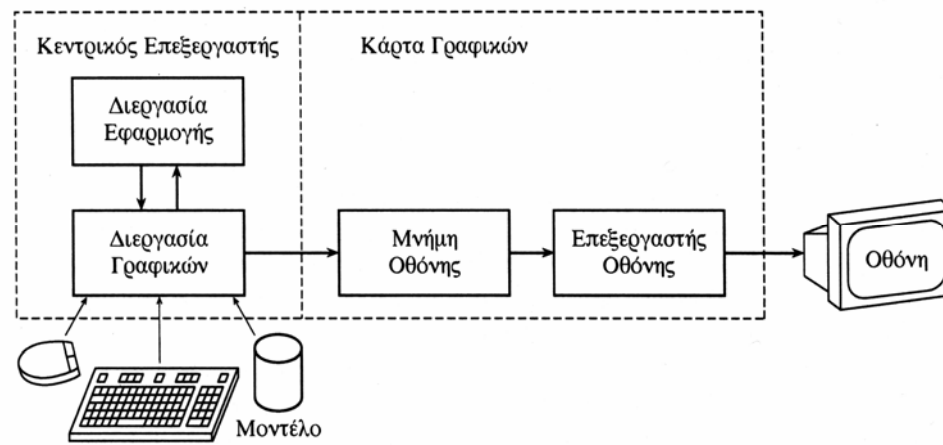 Κεντρικός Επεξεργαστής
Κάρτα Γραφικών
Διεργασία
Εφαρμογής
Διεργασία
Γραφικών
Μνήμη
Οθόνης
Επεξεργαστής
Οθόνης
Οθόνη
Μοντέλο